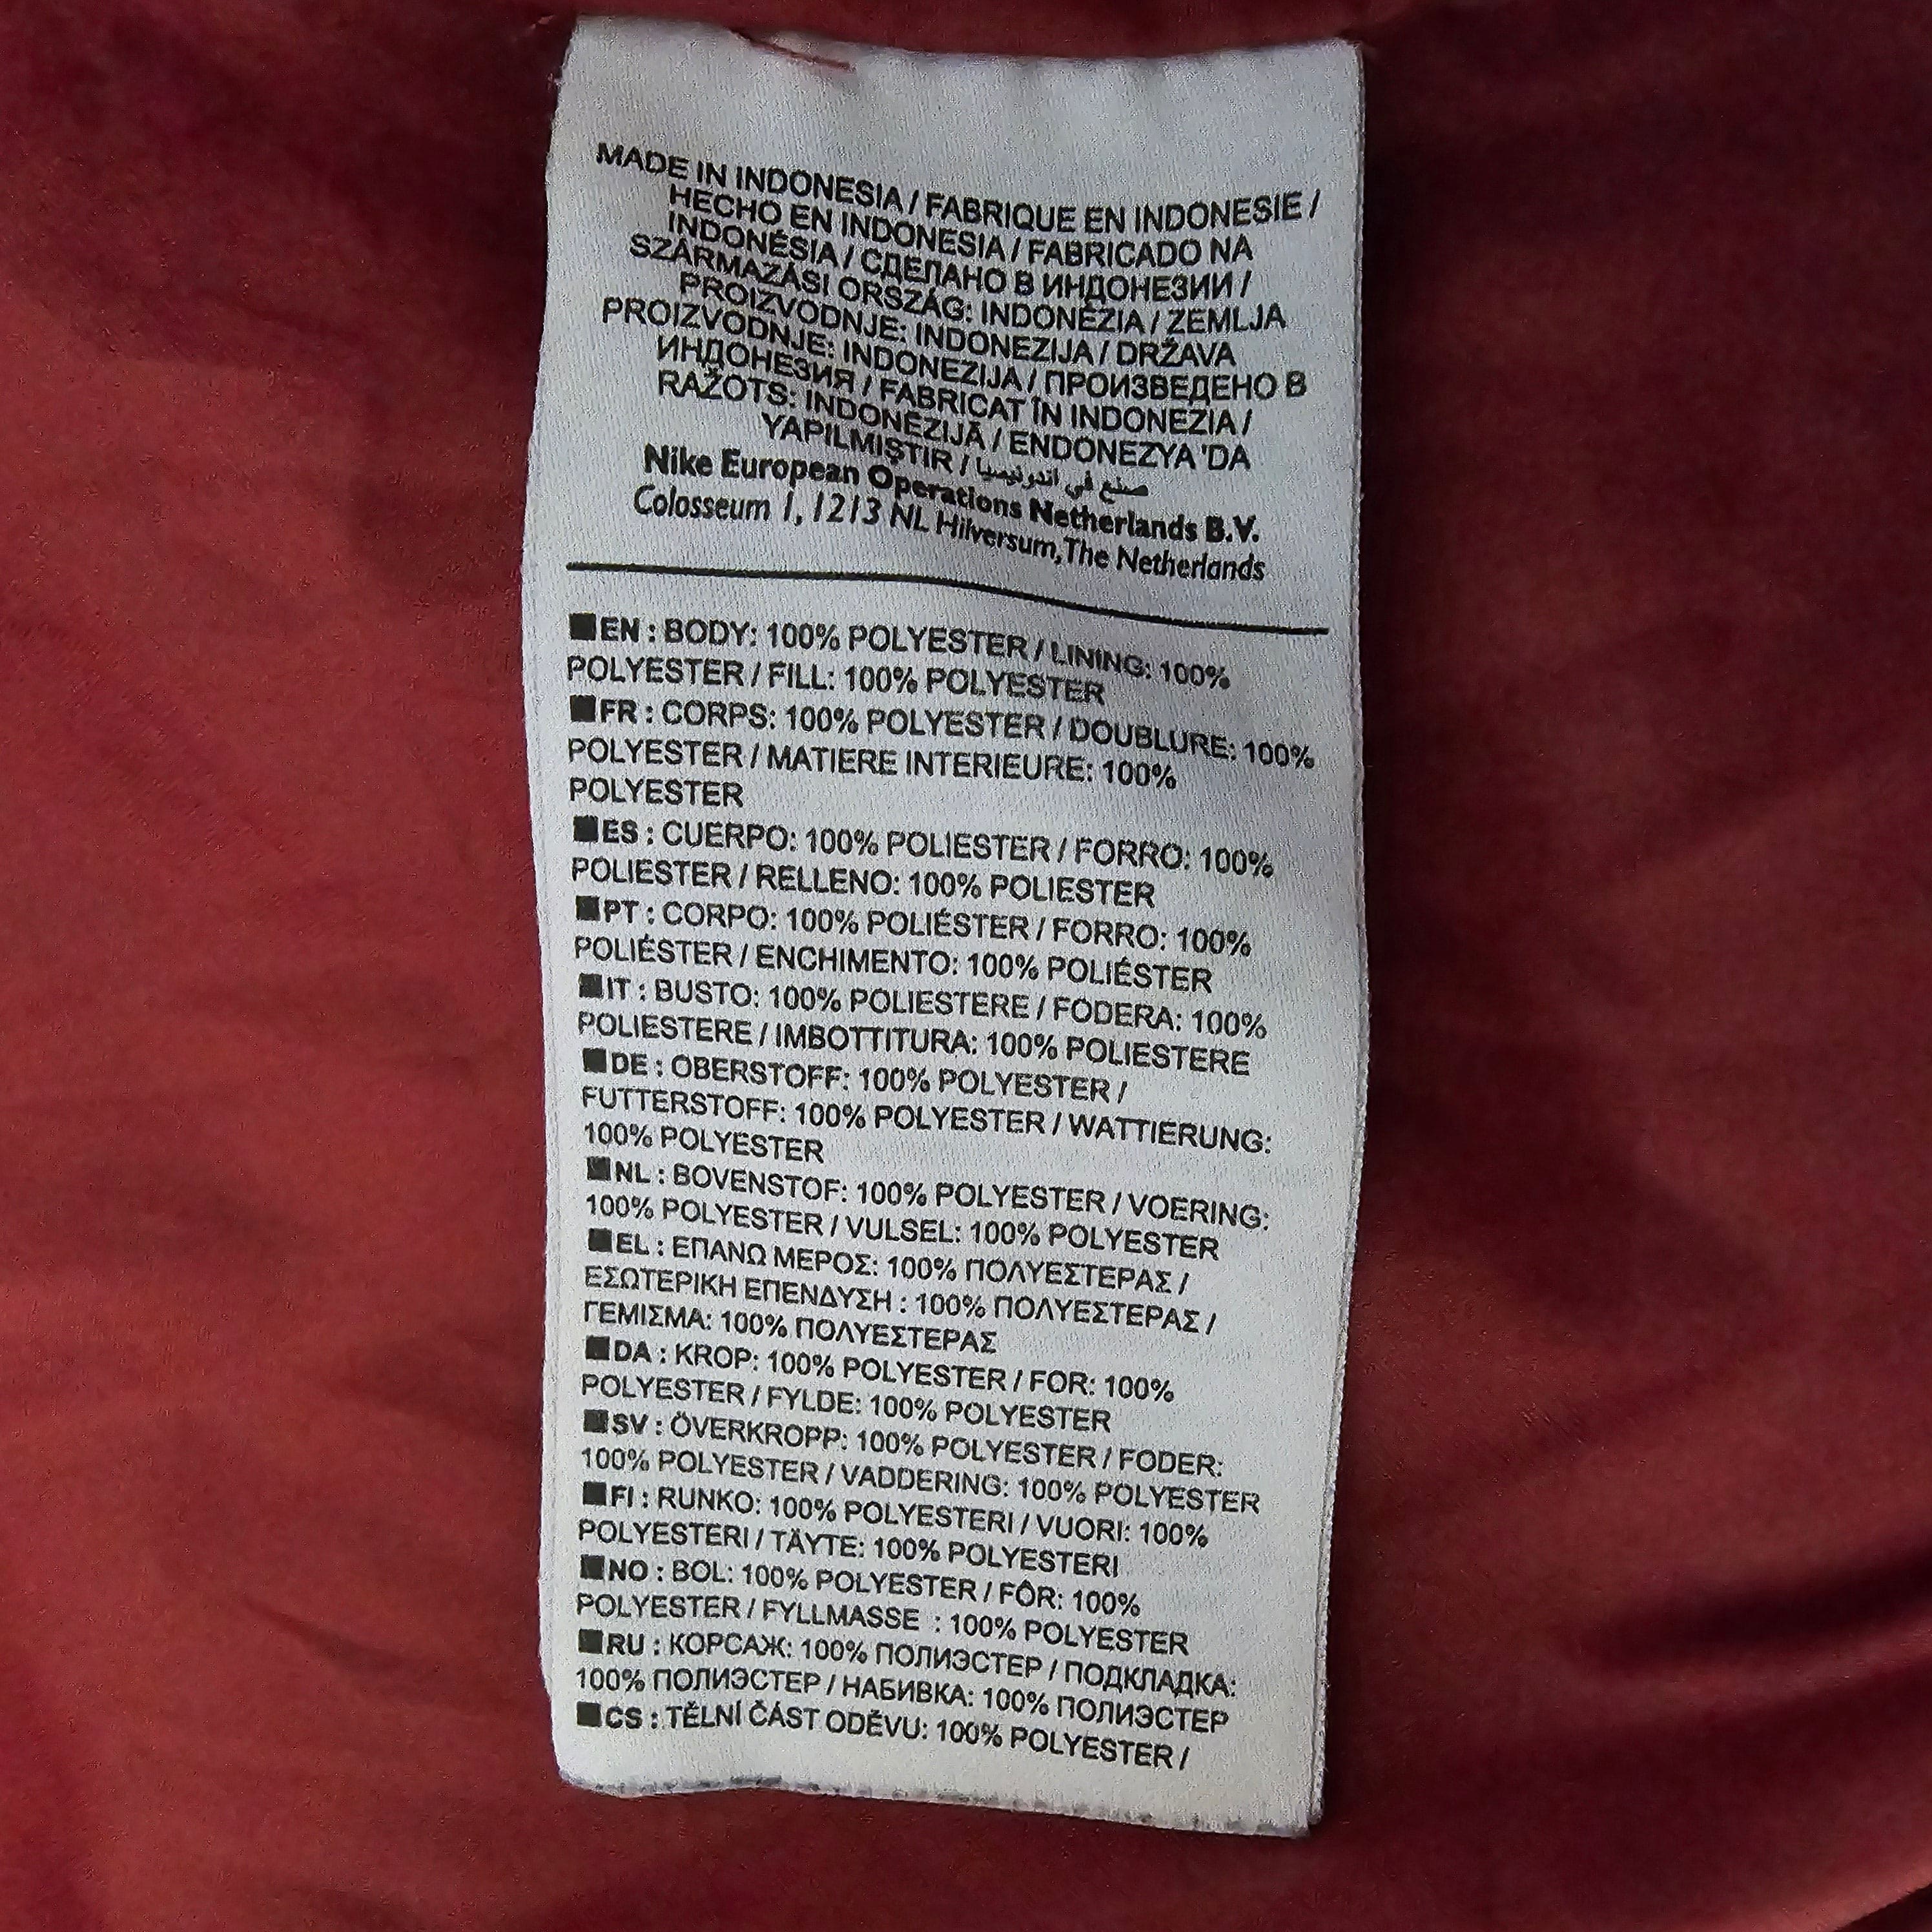 MADE IN INDONESIA / FABRIQUE EN INDONESIE /
HECHO EN INDONESIA / FABRICADO NA
INDONÉSIA / СДЕЛАНО В ИНДОНЕЗИИ /
SZÁRMAZÁSI ORSZÁG: INDONÉZIA / ZEMLJA
PROIZVODNJE: INDONEZIJA / DRŽAVA
PROIZVODNJE: INDONEZIJA / ПРОИЗВЕДЕНО В
ИНДОНЕЗИЯ / FABRICAT ÎN INDONEZIA /
RAŽOTS: INDONĒZIJĀ / ENDONEZYA 'DA
YAPILMIŞTIR / صنع في اندونيسيا
Nike European Operations Netherlands B.V.
Colosseum 1, 1213 NL Hilversum, The Netherlands
■EN : BODY: 100% POLYESTER / LINING: 100%
POLYESTER / FILL: 100% POLYESTER
■FR : CORPS: 100% POLYESTER / DOUBLURE: 100%
POLYESTER / MATIERE INTERIEURE: 100%
POLYESTER
■ES : CUERPO: 100% POLIESTER / FORRO: 100%
POLIESTER / RELLENO: 100% POLIESTER
■PT : CORPO: 100% POLIÉSTER / FORRO: 100%
POLIÉSTER / ENCHIMENTO: 100% POLIÉSTER
■IT : BUSTO: 100% POLIESTERE / FODERA: 100%
POLIESTERE / IMBOTTITURA: 100% POLIESTERE
■DE : OBERSTOFF: 100% POLYESTER /
FUTTERSTOFF: 100% POLYESTER / WATTIERUNG:
100% POLYESTER
■NL : BOVENSTOF: 100% POLYESTER / VOERING:
100% POLYESTER / VULSEL: 100% POLYESTER
■EL : ΕΠΑΝΩ ΜΕΡΟΣ: 100% ΠΟΛΥΕΣΤΕΡΑΣ /
ΕΣΩΤΕΡΙΚΗ ΕΠΕΝΔΥΣΗ : 100% ΠΟΛΥΕΣΤΕΡΑΣ /
ΓΕΜΙΣΜΑ: 100% ΠΟΛΥΕΣΤΕΡΑΣ
■DA : KROP: 100% POLYESTER / FOR: 100%
POLYESTER / FYLDE: 100% POLYESTER
■SV : ÖVERKROPP: 100% POLYESTER / FODER:
100% POLYESTER / VADDERING: 100% POLYESTER
■FI : RUNKO: 100% POLYESTERI / VUORI: 100%
POLYESTERI / TÄYTE: 100% POLYESTERI
■NO : BOL: 100% POLYESTER / FÔR: 100%
POLYESTER / FYLLMASSE : 100% POLYESTER
■RU : КОРСАЖ: 100% ПОЛИЭСТЕР / ПОДКЛАДКА:
100% ПОЛИЭСТЕР / НАБИВКА: 100% ПОЛИЭСТЕР
■CS : TĚLNÍ ČÁST ODĚVU: 100% POLYESTER /